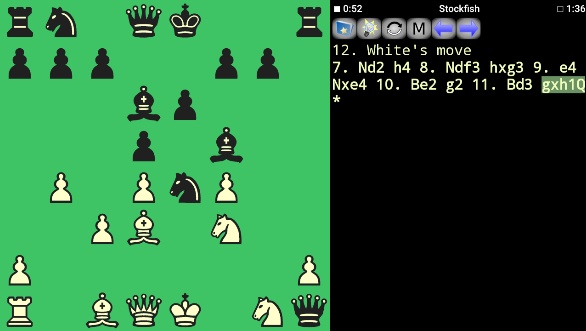 ■ 0:52 Stockfish □ 1:36
M
12. White's move
7. Nd2 h4 8. Ndf3 hxg3 9. e4
Nxe4 10. Be2 g2 11. Bd3 gxh1Q
*